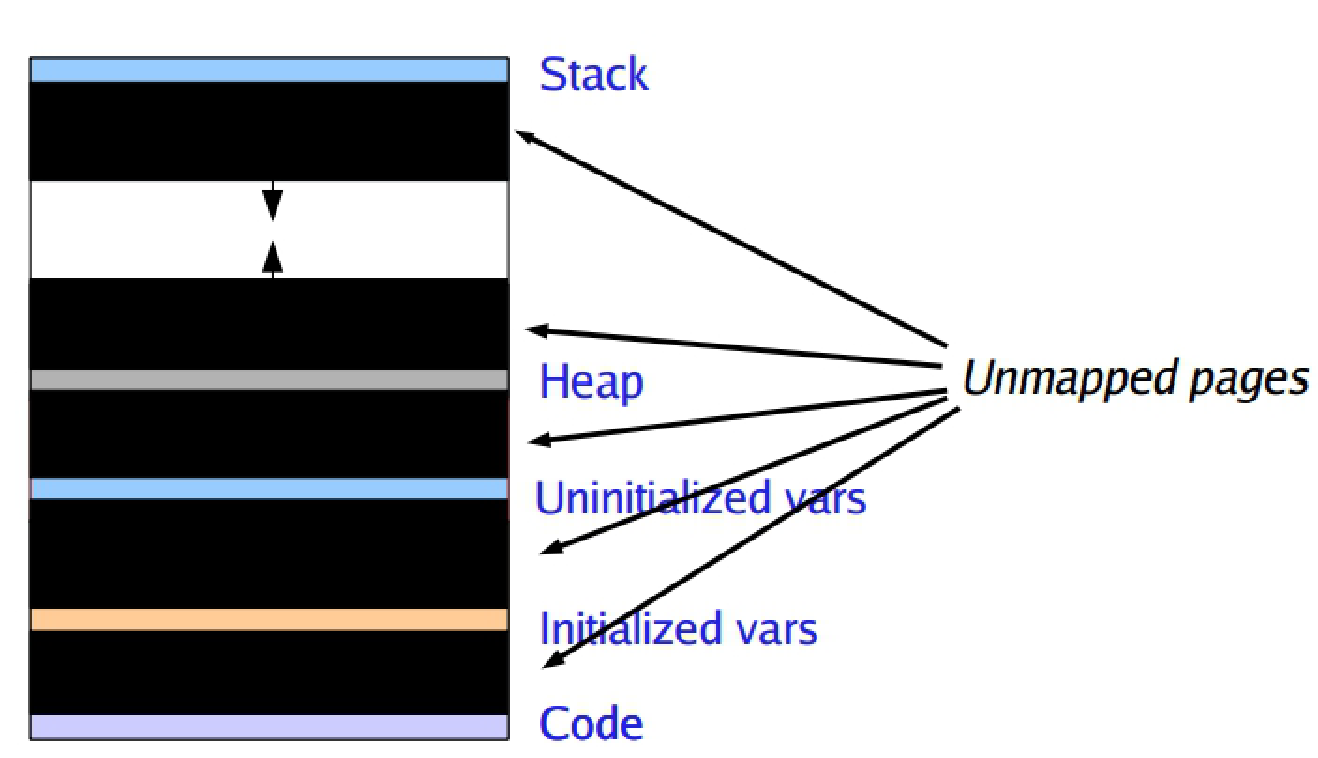 Stack
Heap
Unmapped pages
Uninitialized vars
Initialized vars
Code